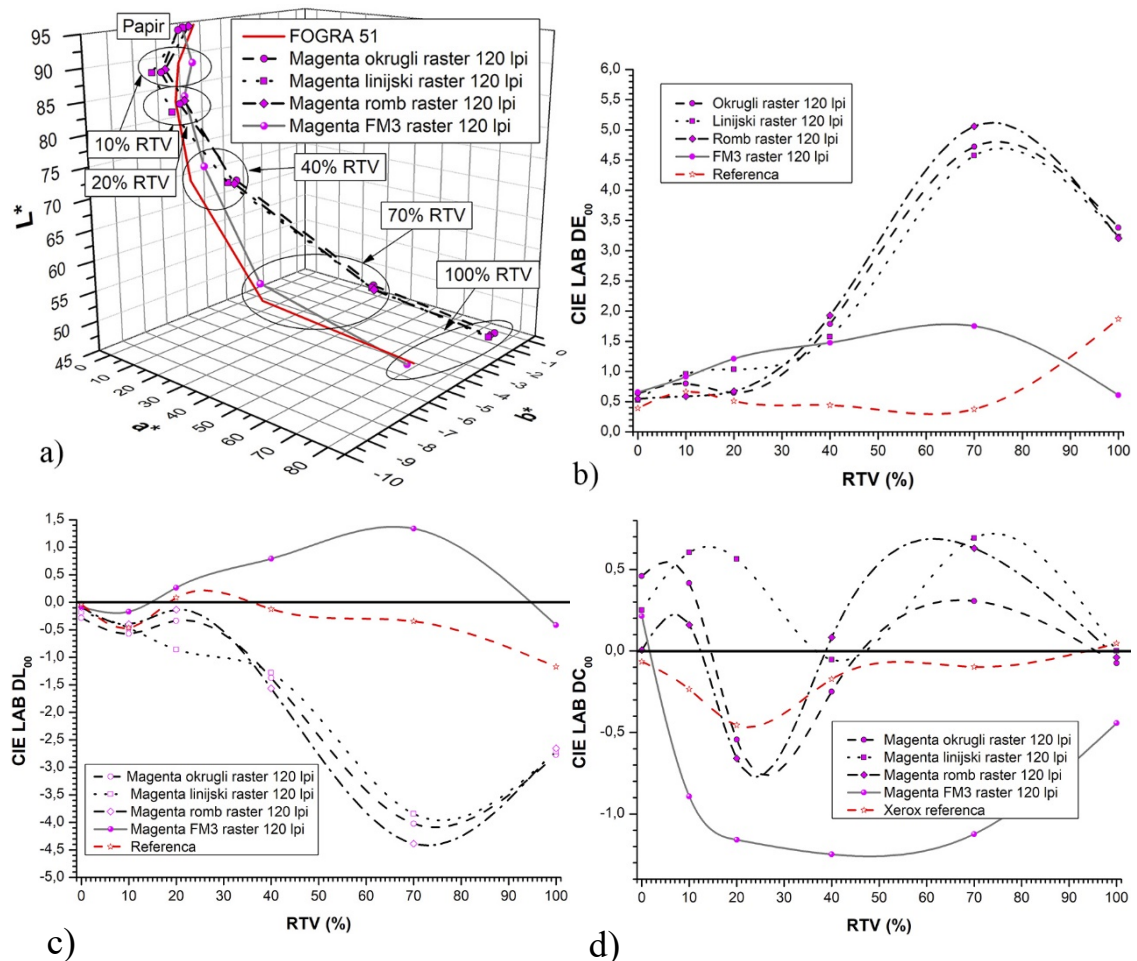 95
90
85
80
75
70
65
60
55
50
45
L*
0
10
20
30
40
50
60
70
80
a*
0
-1
-2
-3
-4
-5
-6
-7
-8
-9
-10
b*
Papir
10% RTV
20% RTV
40% RTV
70% RTV
100% RTV
FOGRA 51
Magenta okrugli raster 120 lpi
Magenta linijski raster 120 lpi
Magenta romb raster 120 lpi
Magenta FM3 raster 120 lpi
a)
6,0
5,5
5,0
4,5
4,0
3,5
3,0
2,5
2,0
1,5
1,0
0,5
0,0
CIE LAB DE00
Okrugli raster 120 lpi
Linijski raster 120 lpi
Romb raster 120 lpi
FM3 raster 120 lpi
Referenca
0 10 20 30 40 50 60 70 80 90 100
RTV (%)
b)
1,5
1,0
0,5
0,0
-0,5
-1,0
-1,5
-2,0
-2,5
-3,0
-3,5
-4,0
-4,5
-5,0
CIE LAB DL00
Magenta okrugli raster 120 lpi
Magenta linijski raster 120 lpi
Magenta romb raster 120 lpi
Magenta FM3 raster 120 lpi
Referenca
0 10 20 30 40 50 60 70 80 90 100
RTV (%)
c)
0,5
0,0
-0,5
-1,0
CIE LAB DC00
Magenta okrugli raster 120 lpi
Magenta linijski raster 120 lpi
Magenta romb raster 120 lpi
Magenta FM3 raster 120 lpi
Xerox referenca
0 10 20 30 40 50 60 70 80 90 100
RTV (%)
d)